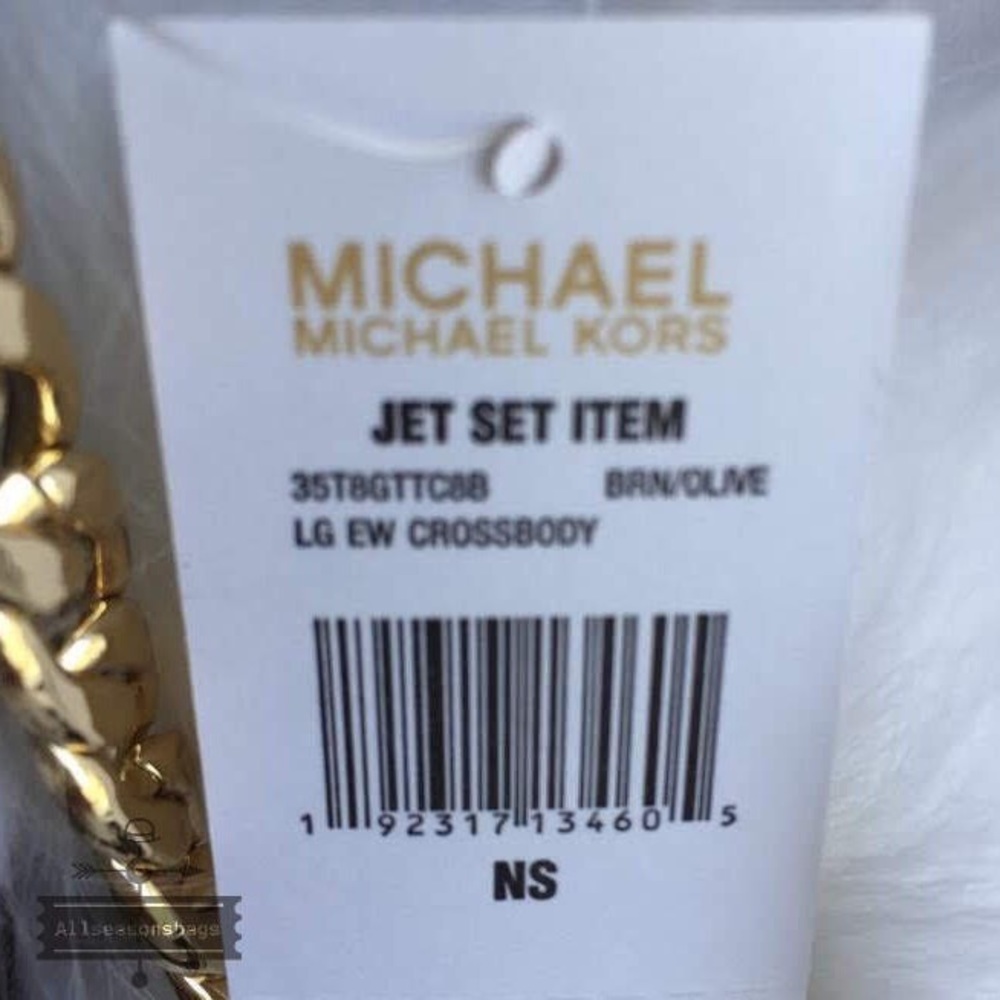 MICHAEL
MICHAEL KORS
JET SET ITEM
35T8GTTC8B BRN/OLIVE
LG EW CROSSBODY
1 92317 13460 5
NS
Allseasonsbags